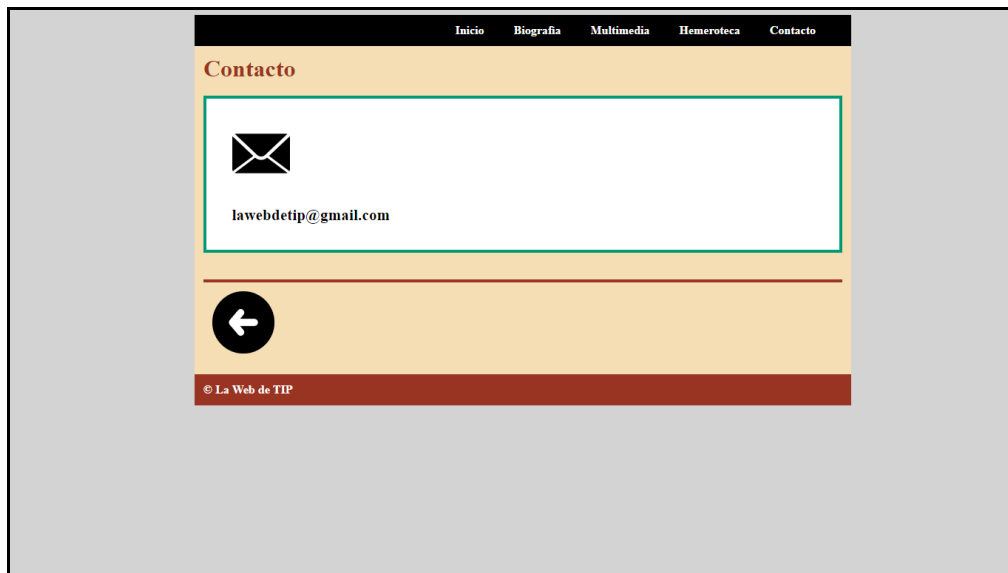 Inicio Biografia Multimedia Hemeroteca Contacto
Contacto
lawebdetip@gmail.com
© La Web de TIP